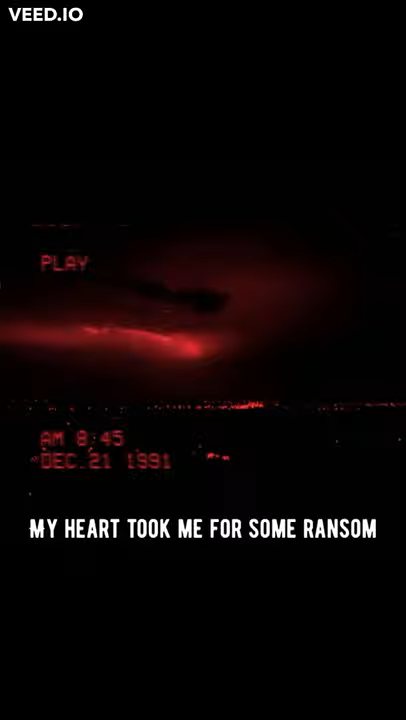 VEED.IO
PLAY
AM 8:45
DEC.21 1991
MY HEART TOOK ME FOR SOME RANSOM